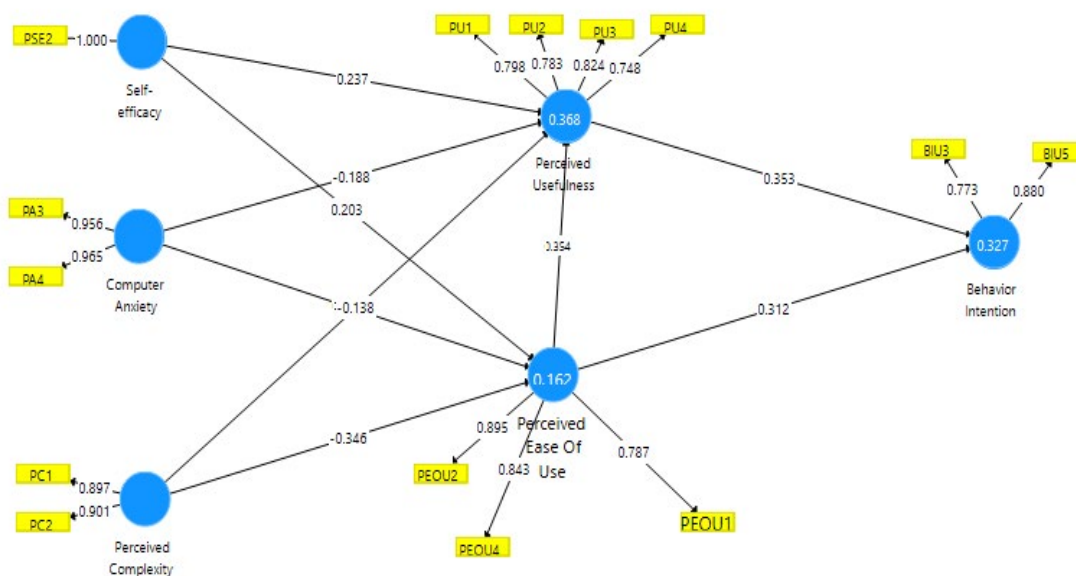 PSE2
1.000
Self-
efficacy
PU1
PU2
PU3
PU4
0.798
0.783
0.824
0.748
0.237
0.368
Perceived
Usefulness
-0.188
0.203
PA3
0.956
PA4
0.965
Computer
Anxiety
-0.138
0.354
0.353
BIU3
BIU5
0.773
0.880
0.327
Behavior
Intention
0.312
0.162
Perceived
Ease Of
Use
-0.346
0.895
0.843
0.787
PEOU2
PEOU4
PEOU1
PC1
0.897
PC2
0.901
Perceived
Complexity